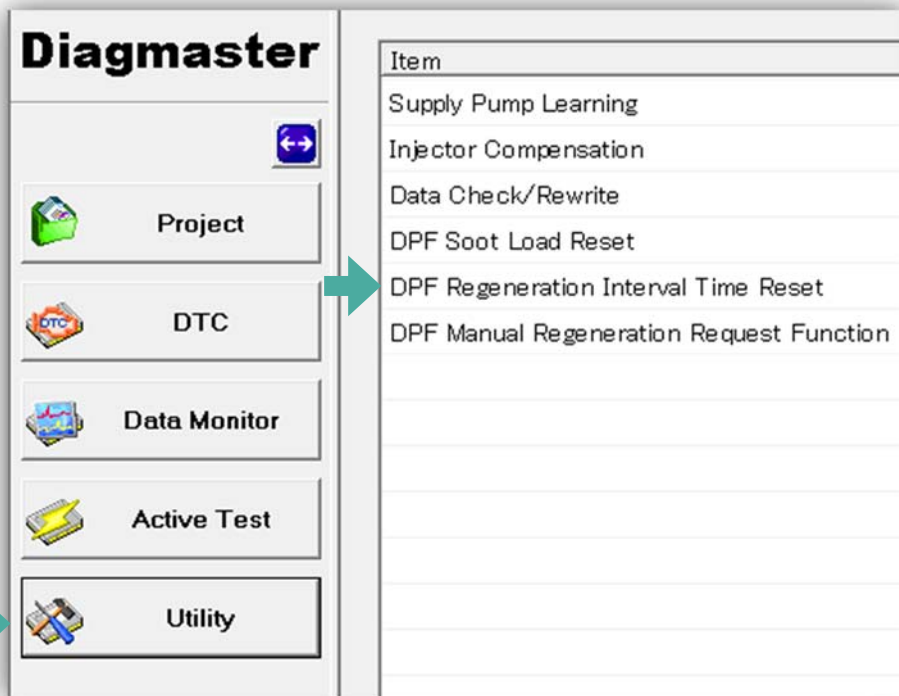 Diagmaster
Project
DTC
DTC
Data Monitor
Active Test
Utility
Item
Supply Pump Learning
Injector Compensation
Data Check/Rewrite
DPF Soot Load Reset
DPF Regeneration Interval Time Reset
DPF Manual Regeneration Request Function